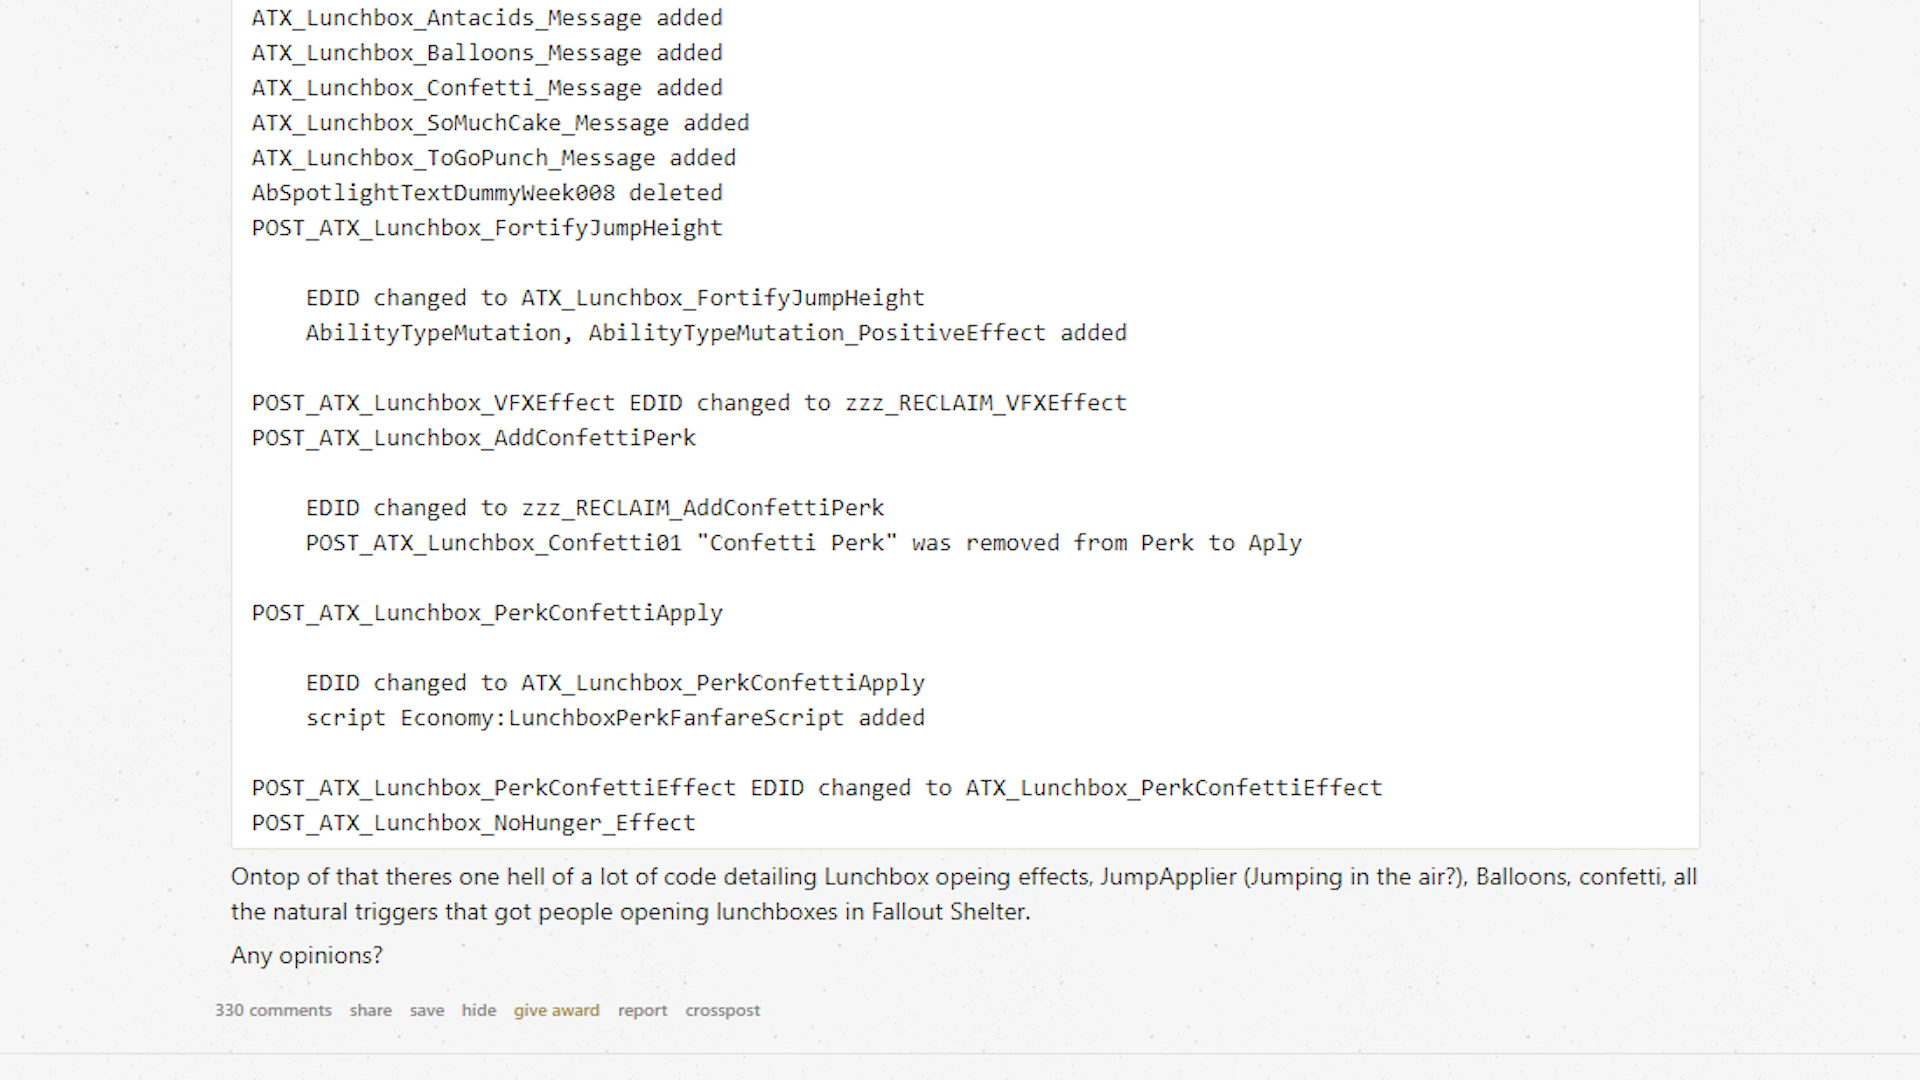 ATX_Lunchbox_Antacids_Message added
ATX_Lunchbox_Balloons_Message added
ATX_Lunchbox_Confetti_Message added
ATX_Lunchbox_SoMuchCake_Message added
ATX_Lunchbox_ToGoPunch_Message added
AbSpotlightTextDummyWeek008 deleted
POST_ATX_Lunchbox_FortifyJumpHeight
EDID changed to ATX_Lunchbox_FortifyJumpHeight
AbilityTypeMutation, AbilityTypeMutation_PositiveEffect added
POST_ATX_Lunchbox_VFXEffect EDID changed to zzz_RECLAIM_VFXEffect
POST_ATX_Lunchbox_AddConfettiPerk
EDID changed to zzz_RECLAIM_AddConfettiPerk
POST_ATX_Lunchbox_Confetti01 "Confetti Perk" was removed from Perk to Aply
POST_ATX_Lunchbox_PerkConfettiApply
EDID changed to ATX_Lunchbox_PerkConfettiApply
script Economy:LunchboxPerkFanfareScript added
POST_ATX_Lunchbox_PerkConfettiEffect EDID changed to ATX_Lunchbox_PerkConfettiEffect
POST_ATX_Lunchbox_NoHunger_Effect
Ontop of that theres one hell of a lot of code detailing Lunchbox opeing effects, JumpApplier (Jumping in the air?), Balloons, confetti, all
the natural triggers that got people opening lunchboxes in Fallout Shelter.
Any opinions?
330 comments share save hide give award report crosspost